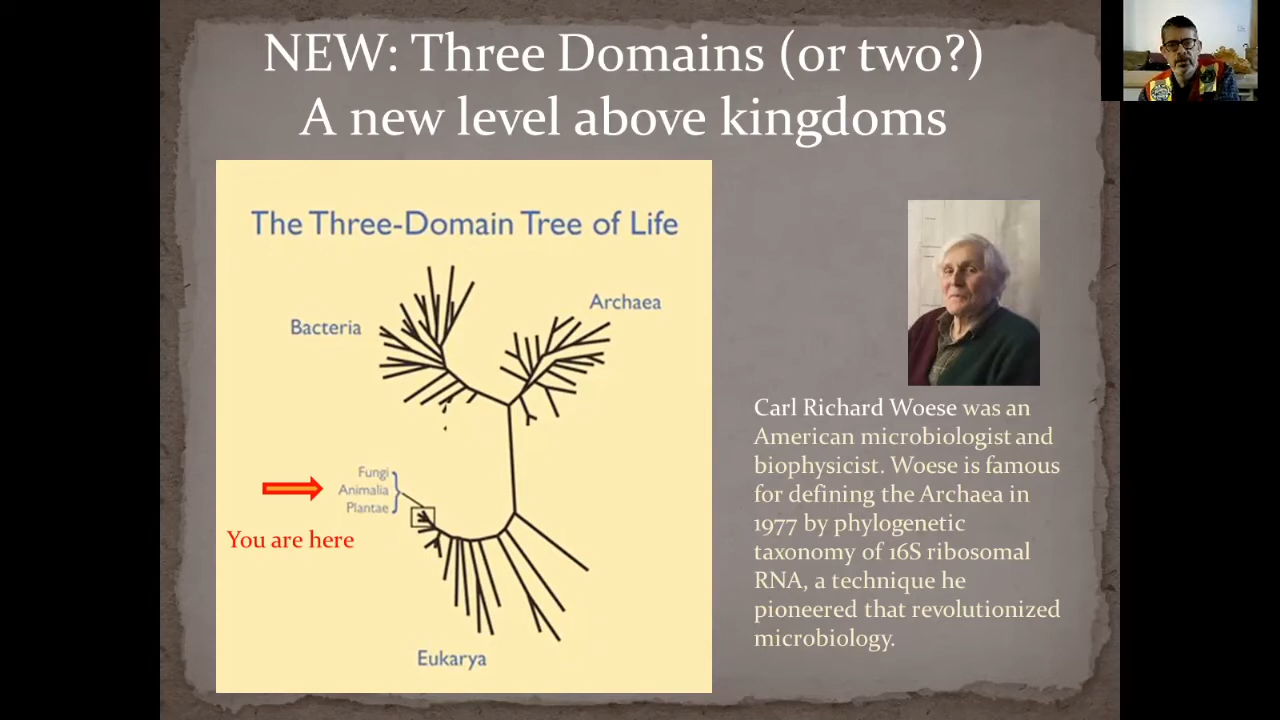 NEW: Three Domains (or two?)
A new level above kingdoms
The Three-Domain Tree of Life
Archaea
Bacteria
Fungi
Animalia
Plantae
You are here
Eukarya
Carl Richard Woese was an
American microbiologist and
biophysicist. Woese is famous
for defining the Archaea in
1977 by phylogenetic
taxonomy of 16S ribosomal
RNA, a technique he
pioneered that revolutionized
microbiology.